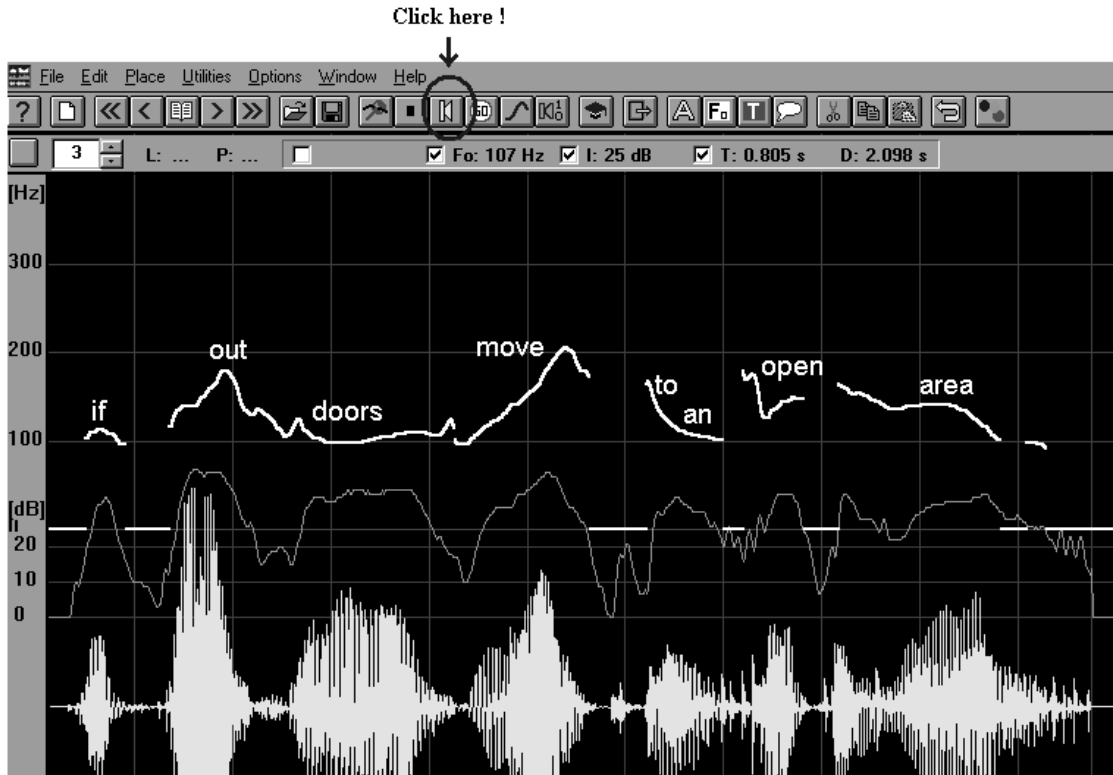 Click here !
File Edit Place Utilities Options Window Help
? A Fo T
3 L: ... P: ... Fo: 107 Hz I: 25 dB T: 0.805 s D: 2.098 s
[Hz]
300
200
100
if out doors move to an open area
[dB]
20
10
0